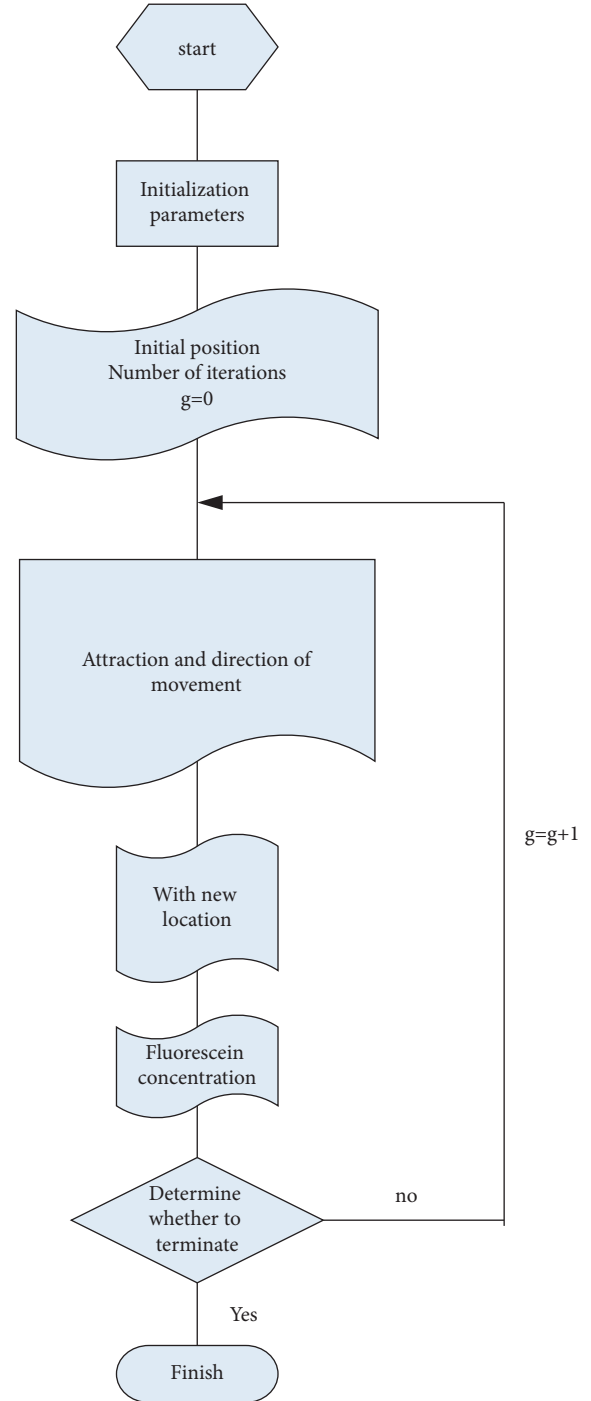 start
Initialization
parameters
Initial position
Number of iterations
g=0
Attraction and direction of
movement
g=g+1
With new
location
Fluorescein
concentration
Determine
whether to
terminate
no
Yes
Finish